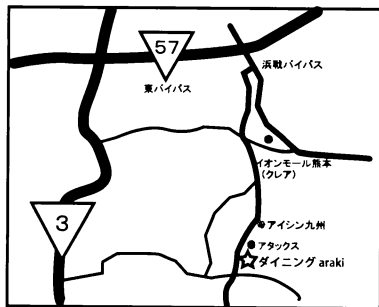 57
浜戦バイパス
東バイパス
イオンモール熊本
(クレア)
3
アイシン九州
アタックス
ダイニング araki